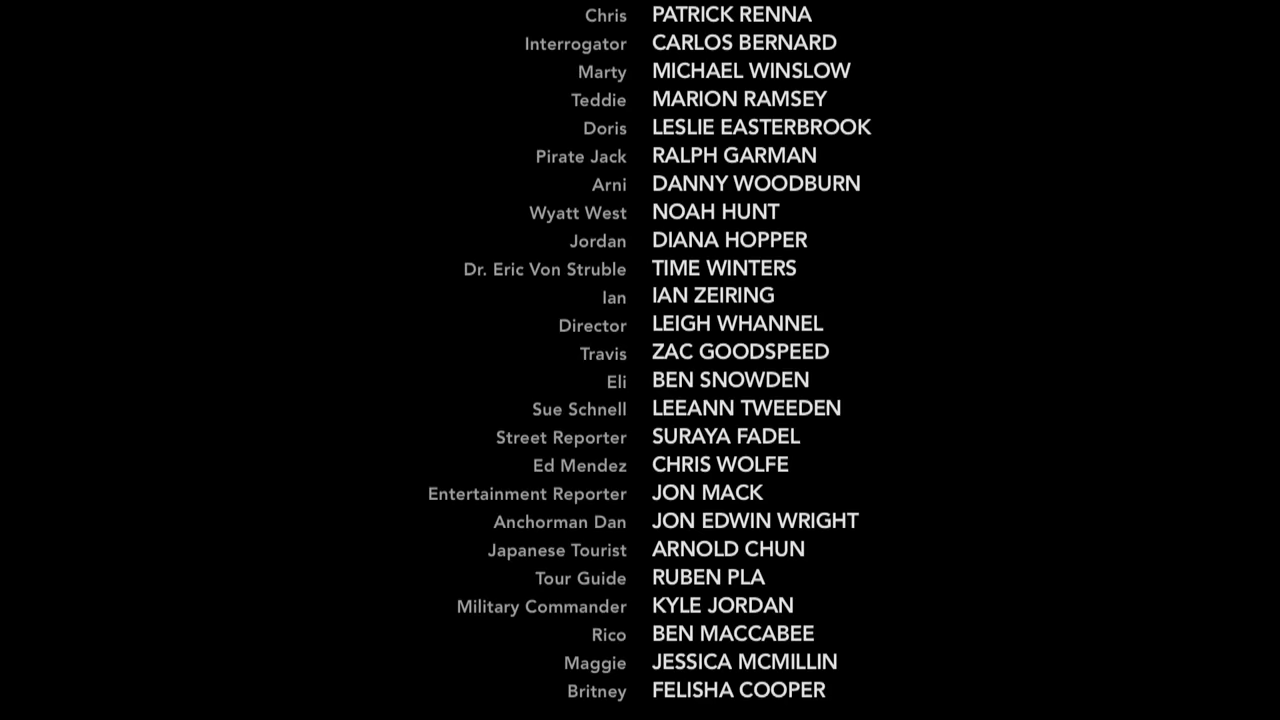 Chris PATRICK RENNA
Interrogator CARLOS BERNARD
Marty MICHAEL WINSLOW
Teddie MARION RAMSEY
Doris LESLIE EASTERBROOK
Pirate Jack RALPH GARMAN
Arni DANNY WOODBURN
Wyatt West NOAH HUNT
Jordan DIANA HOPPER
Dr. Eric Von Struble TIME WINTERS
Ian IAN ZEIRING
Director LEIGH WHANNEL
Travis ZAC GOODSPEED
Eli BEN SNOWDEN
Sue Schnell LEEANN TWEEDEN
Street Reporter SURAYA FADEL
Ed Mendez CHRIS WOLFE
Entertainment Reporter JON MACK
Anchorman Dan JON EDWIN WRIGHT
Japanese Tourist ARNOLD CHUN
Tour Guide RUBEN PLA
Military Commander KYLE JORDAN
Rico BEN MACCABEE
Maggie JESSICA MCMILLIN
Britney FELISHA COOPER